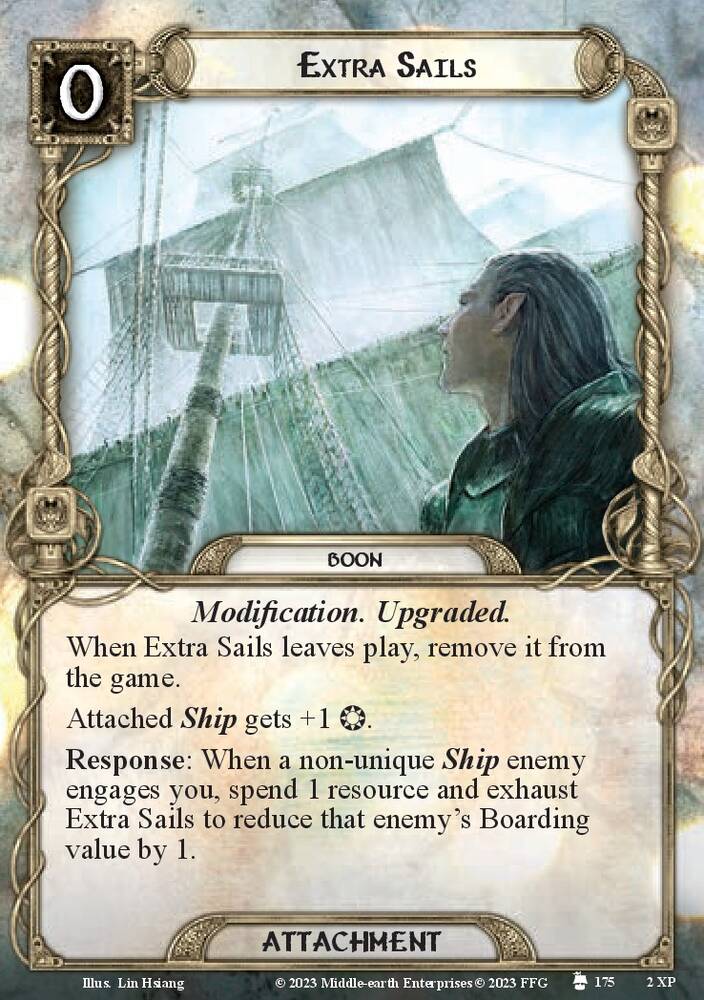 0
Extra Sails
BOON
Modification. Upgraded.
When Extra Sails leaves play, remove it from
the game.
Attached Ship gets +1 .
Response: When a non-unique Ship enemy
engages you, spend 1 resource and exhaust
Extra Sails to reduce that enemy's Boarding
value by 1.
ATTACHMENT
Illus. Lin Hsiang © 2023 Middle-earth Enterprises © 2023 FFG 175 2 XP